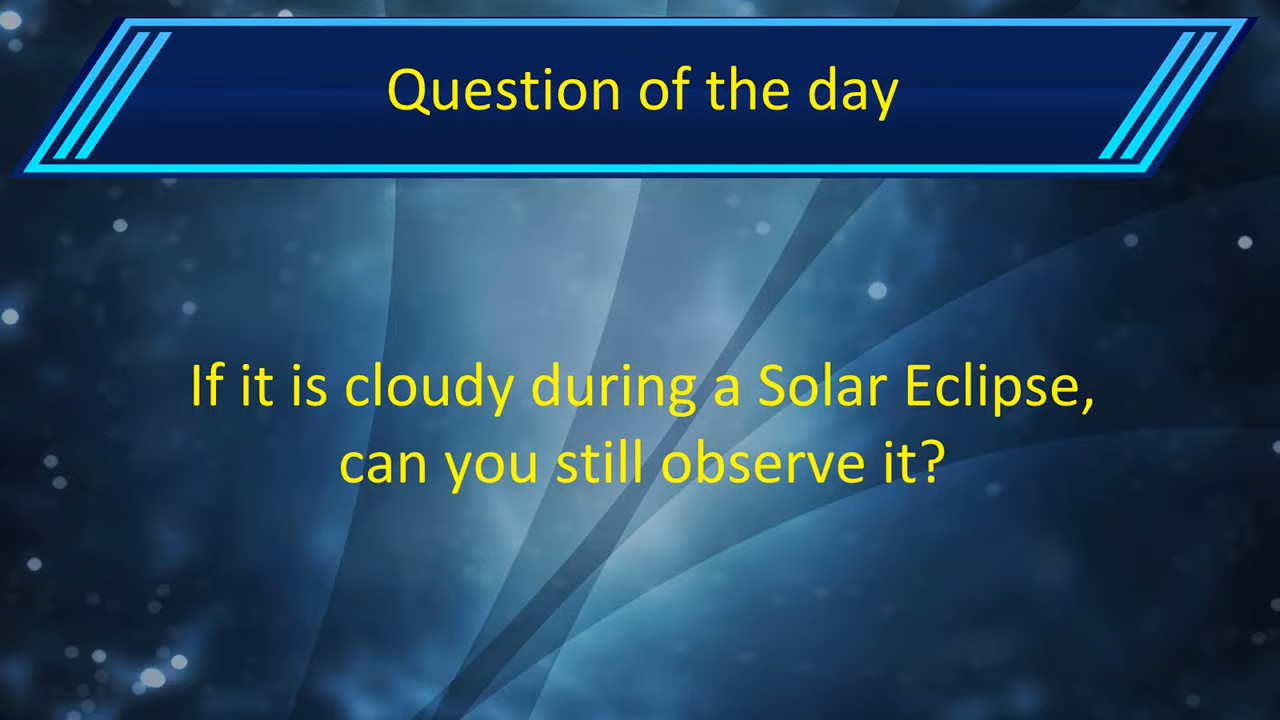 Question of the day
If it is cloudy during a Solar Eclipse,
can you still observe it?